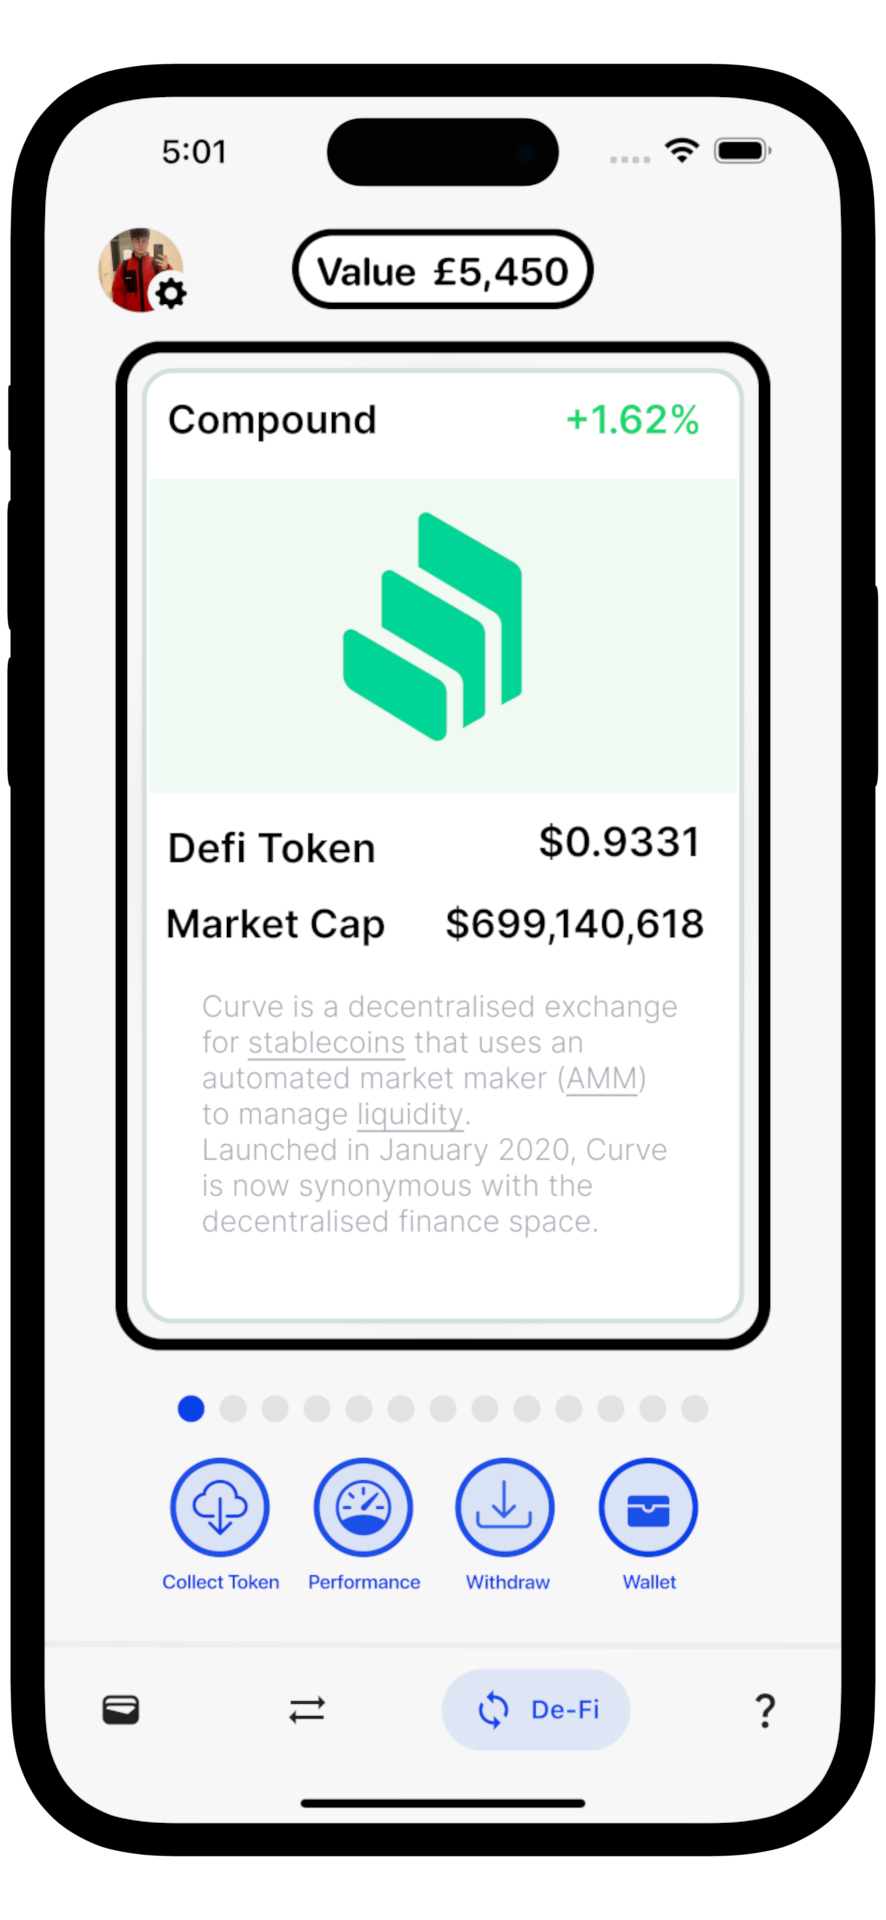 5:01
Value £5,450
Compound +1.62%
Defi Token $0.9331
Market Cap $699,140,618
Curve is a decentralised exchange
for stablecoins that uses an
automated market maker (AMM)
to manage liquidity.
Launched in January 2020, Curve
is now synonymous with the
decentralised finance space.
Collect Token Performance Withdraw Wallet
De-Fi ?